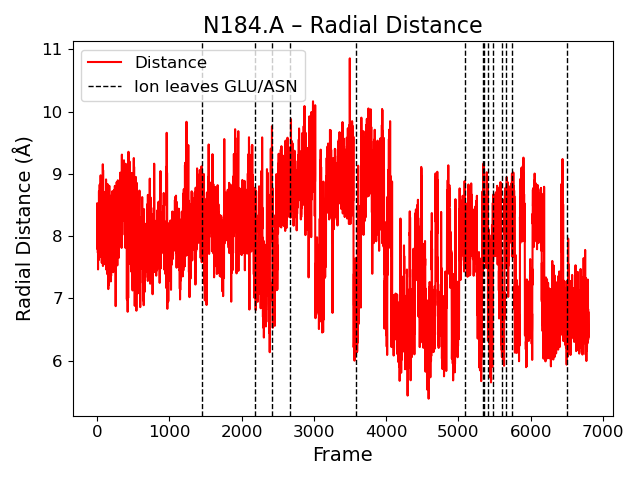 N184.A – Radial Distance
Distance
Ion leaves GLU/ASN
Radial Distance (Å)
11
10
9
8
7
6
0
1000
2000
3000
4000
5000
6000
7000
Frame